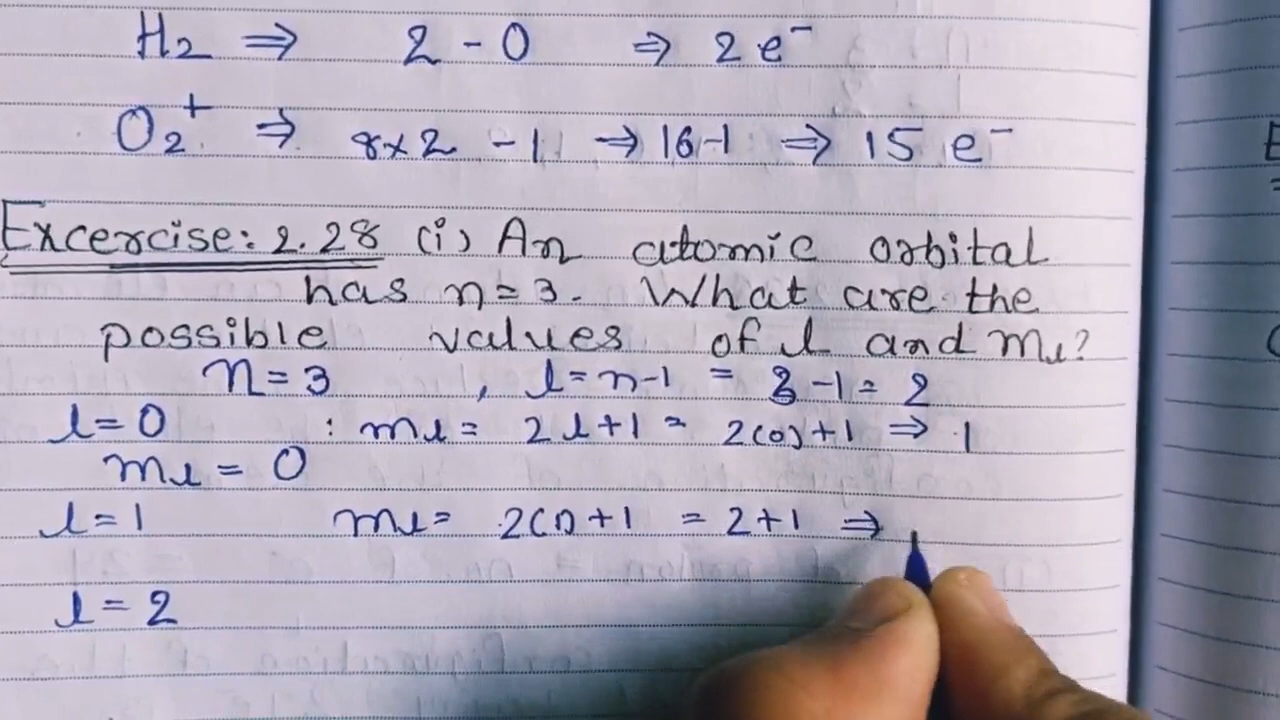 H₂ ⇒ 2 - 0 ⇒ 2 e⁻
O₂⁺ ⇒ 8×2 - 1 → 16-1 ⇒ 15 e⁻
Excercise: 2.28 (i) An atomic orbital
has n=3. What are the
possible values of l and mₗ?
n=3 , l=n-1 = 3-1= 2
l=0 : mₗ= 2l+1 = 2(0)+1 ⇒ 1
mₗ = 0
l=1 mₗ= 2(1)+1 = 2+1 ⇒
l=2